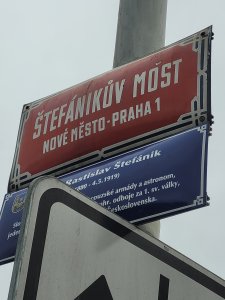 ŠTEFÁNIKŮV MOST
NOVÉ MĚSTO - PRAHA 1
Rastislav Štefánik
1880 - 4.5.1919)
armády a astronom,
odboje za 1. sv. války,
Československa.